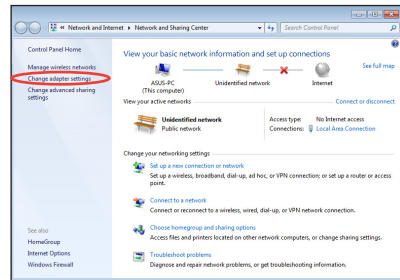 « Network and Internet ▸ Network and Sharing Center
Search Control Panel
Control Panel Home
Manage wireless networks
Change adapter settings
Change advanced sharing
settings
See also
HomeGroup
Internet Options
Windows Firewall
View your basic network information and set up connections
See full map
ASUS-PC
(This computer)
Unidentified network
Internet
View your active networks
Connect or disconnect
Unidentified network
Public network
Access type: No Internet access
Connections: Local Area Connection
Change your networking settings
Set up a new connection or network
Set up a wireless, broadband, dial-up, ad hoc, or VPN connection; or set up a router or access
point.
Connect to a network
Connect or reconnect to a wireless, wired, dial-up, or VPN network connection.
Choose homegroup and sharing options
Access files and printers located on other network computers, or change sharing settings.
Troubleshoot problems
Diagnose and repair network problems, or get troubleshooting information.